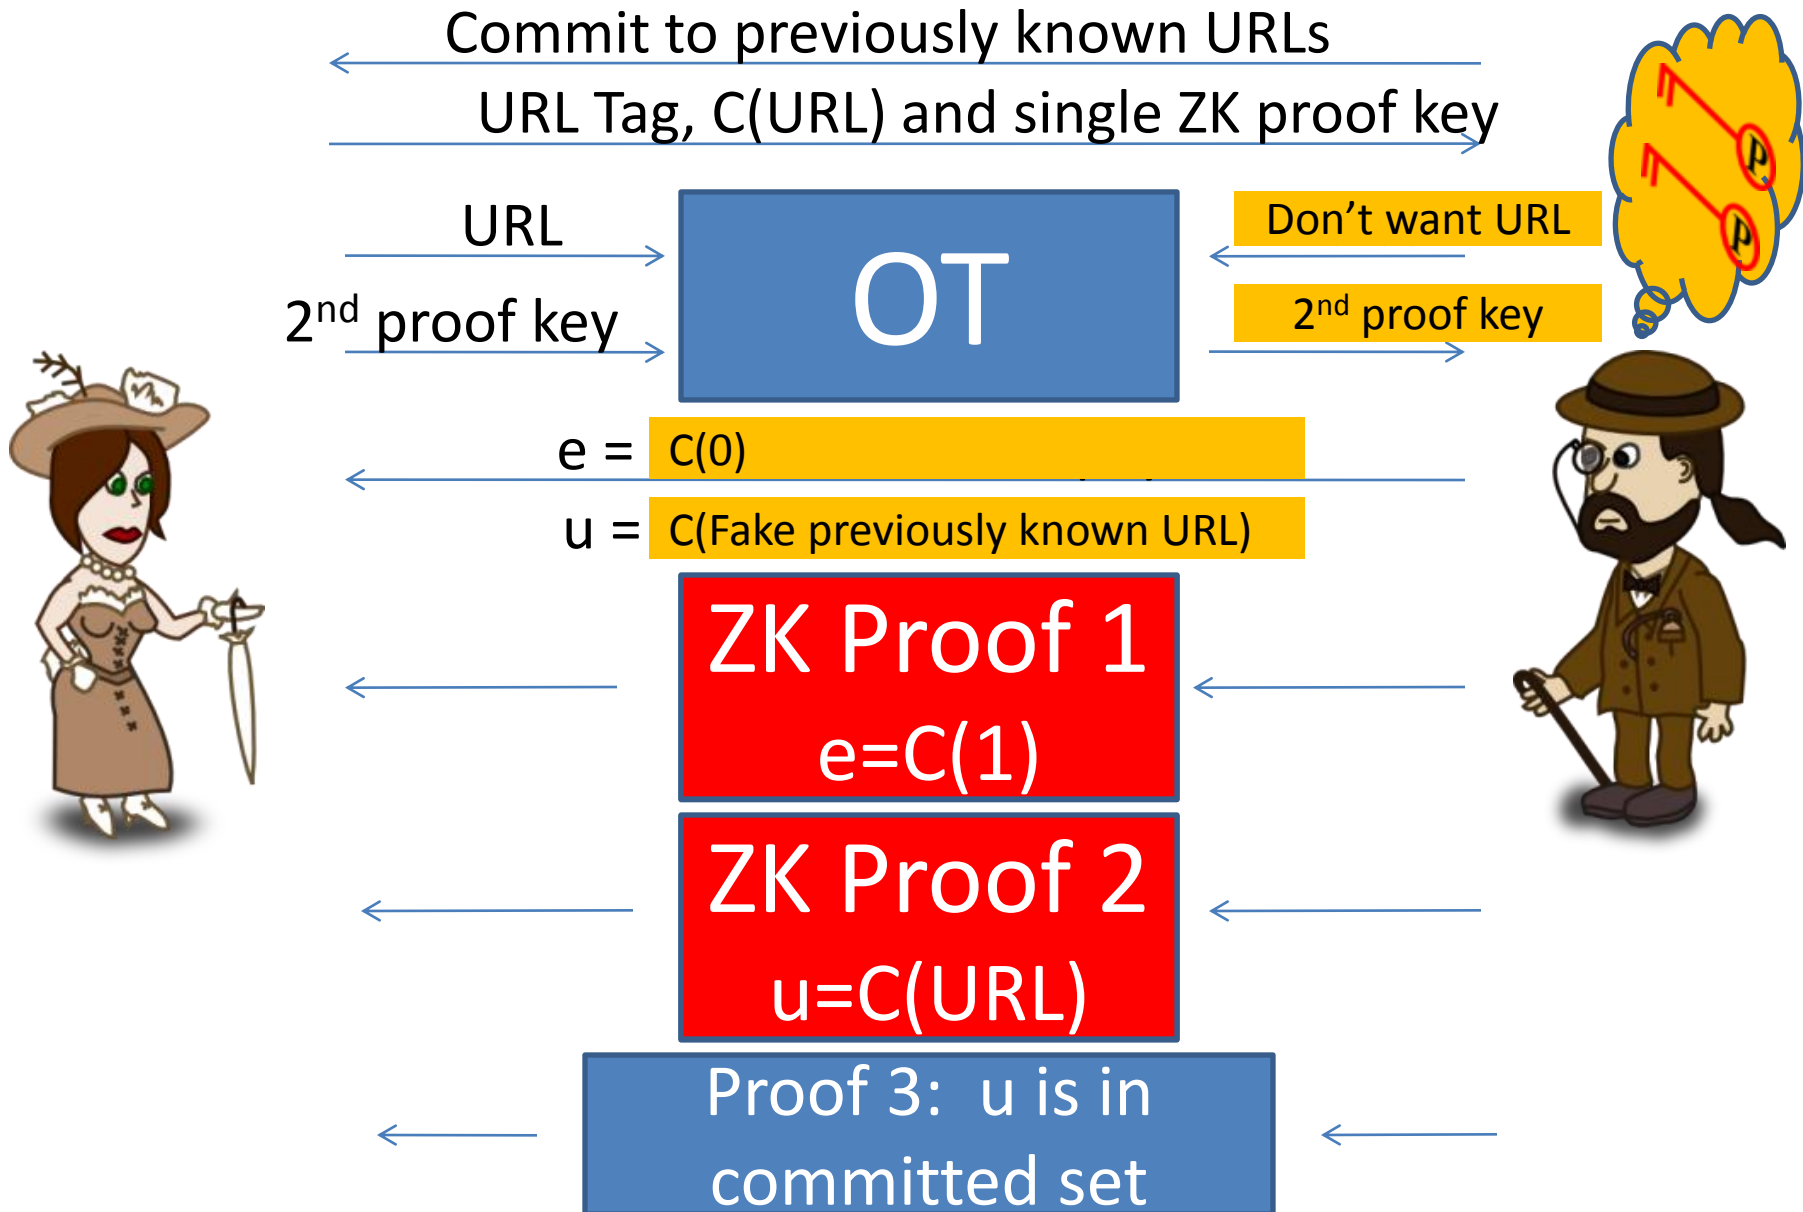 Commit to previously known URLs
URL Tag, C(URL) and single ZK proof key
P
P
URL
OT
Don't want URL
2nd proof key
2nd proof key
e = C(0)
u = C(Fake previously known URL)
ZK Proof 1
e=C(1)
ZK Proof 2
u=C(URL)
Proof 3: u is in
committed set